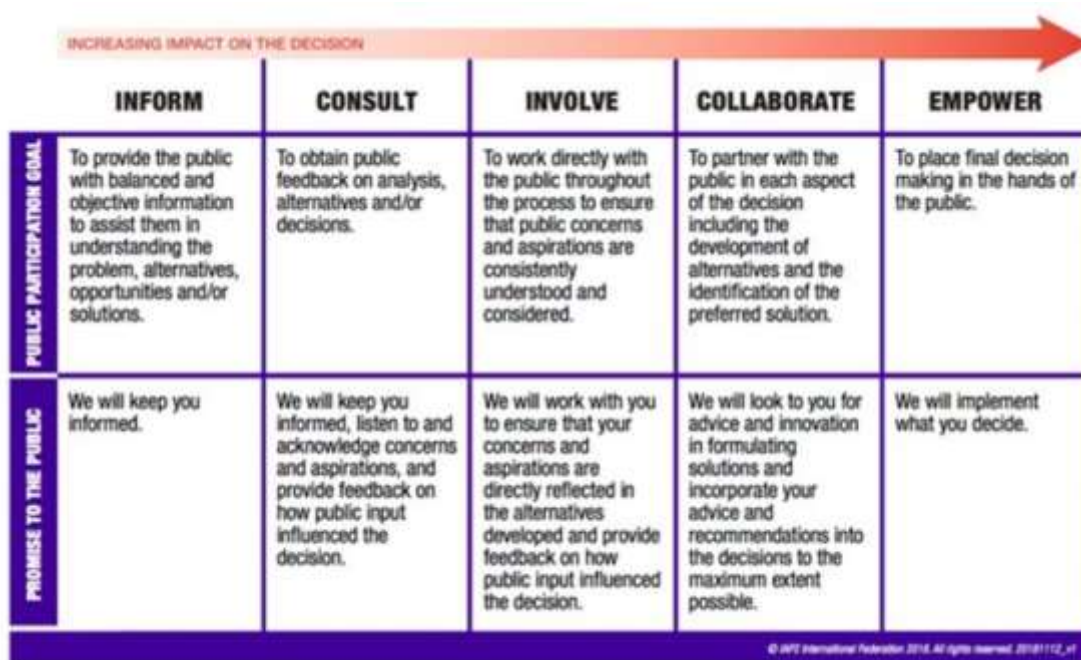 INCREASING IMPACT ON THE DECISION
INFORM
CONSULT
INVOLVE
COLLABORATE
EMPOWER
PUBLIC PARTICIPATION GOAL
To provide the public
with balanced and
objective information
to assist them in
understanding the
problem, alternatives,
opportunities and/or
solutions.
To obtain public
feedback on analysis,
alternatives and/or
decisions.
To work directly with
the public throughout
the process to ensure
that public concerns
and aspirations are
consistently
understood and
considered.
To partner with the
public in each aspect
of the decision
including the
development of
alternatives and the
identification of the
preferred solution.
To place final decision
making in the hands of
the public.
PROMISE TO THE PUBLIC
We will keep you
informed.
We will keep you
informed, listen to and
acknowledge concerns
and aspirations, and
provide feedback on
how public input
influenced the
decision.
We will work with you
to ensure that your
concerns and
aspirations are
directly reflected in
the alternatives
developed and provide
feedback on how
public input influenced
the decision.
We will look to you for
advice and innovation
in formulating
solutions and
incorporate your
advice and
recommendations into
the decisions to the
maximum extent
possible.
We will implement
what you decide.
© IAP2 International Federation 2018. All rights reserved. 20181112_v1